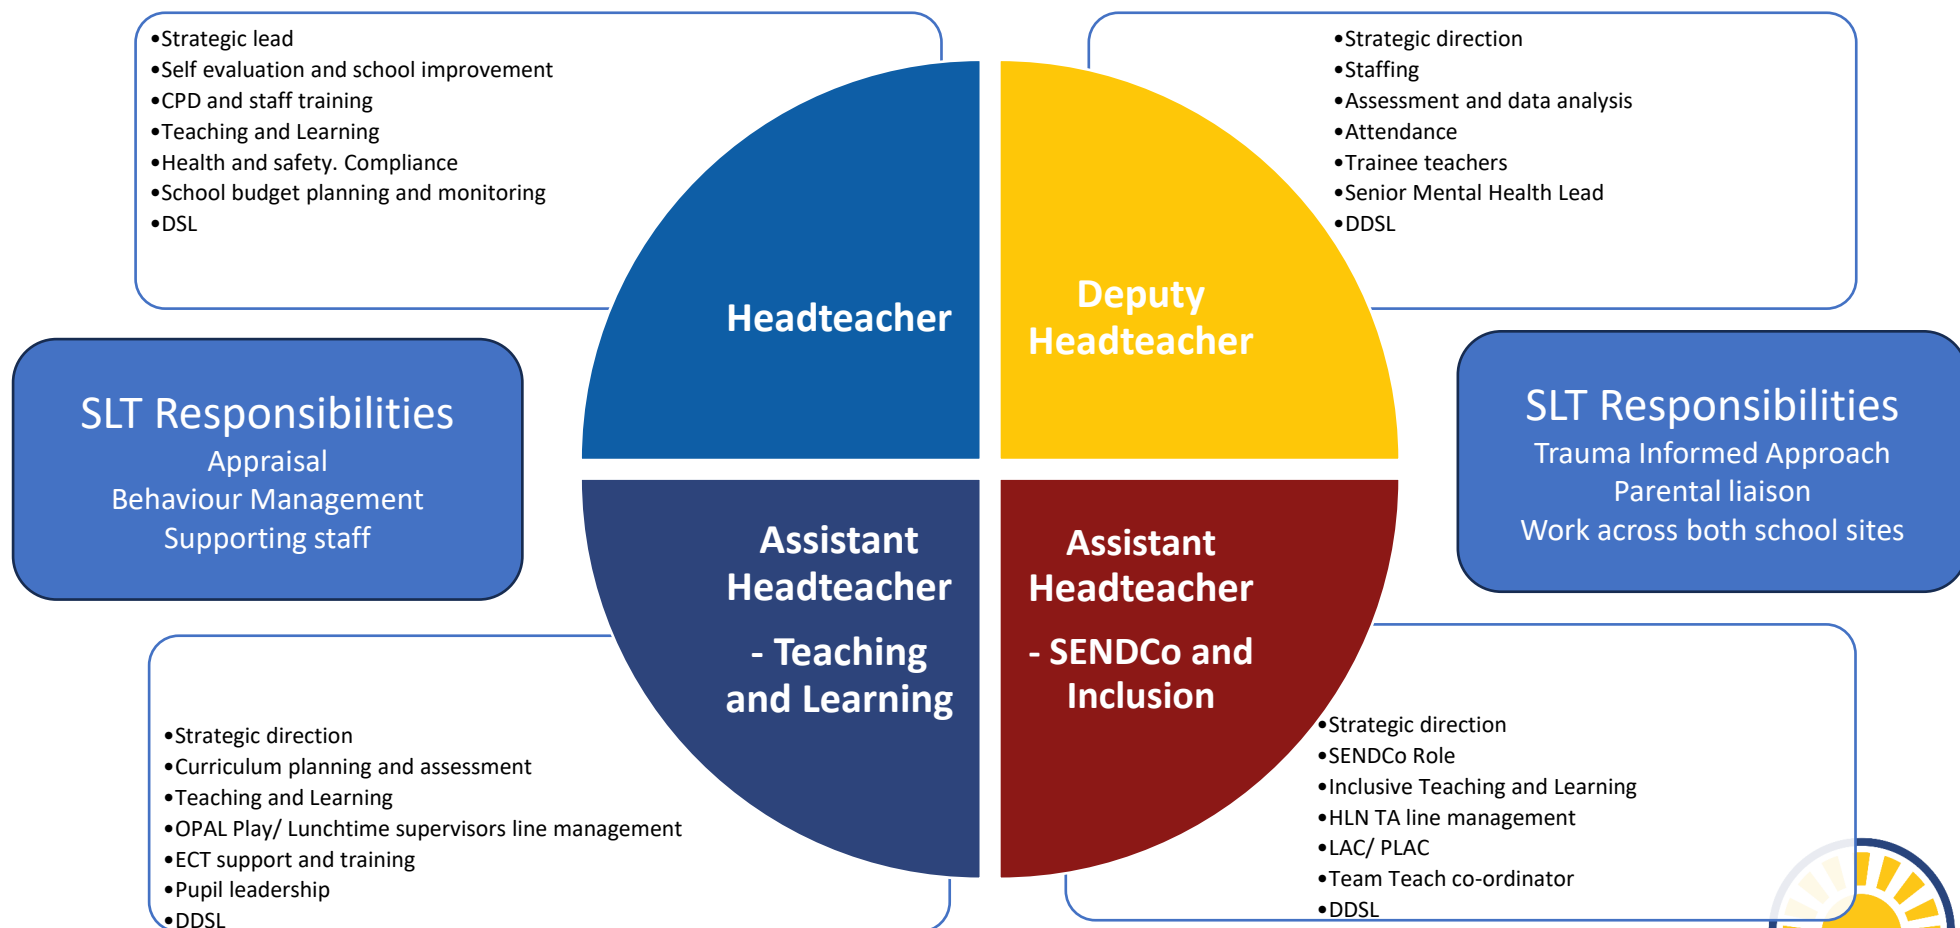 •Strategic lead
•Self evaluation and school improvement
•CPD and staff training
•Teaching and Learning
•Health and safety. Compliance
•School budget planning and monitoring
•DSL
•Strategic direction
•Staffing
•Assessment and data analysis
•Attendance
•Trainee teachers
•Senior Mental Health Lead
•DDSL
Headteacher
Deputy
Headteacher
SLT Responsibilities
Appraisal
Behaviour Management
Supporting staff
SLT Responsibilities
Trauma Informed Approach
Parental liaison
Work across both school sites
Assistant
Headteacher
- Teaching
and Learning
Assistant
Headteacher
- SENDCo and
Inclusion
•Strategic direction
•Curriculum planning and assessment
•Teaching and Learning
•OPAL Play/ Lunchtime supervisors line management
•ECT support and training
•Pupil leadership
•DDSL
•Strategic direction
•SENDCo Role
•Inclusive Teaching and Learning
•HLN TA line management
•LAC/ PLAC
•Team Teach co-ordinator
•DDSL